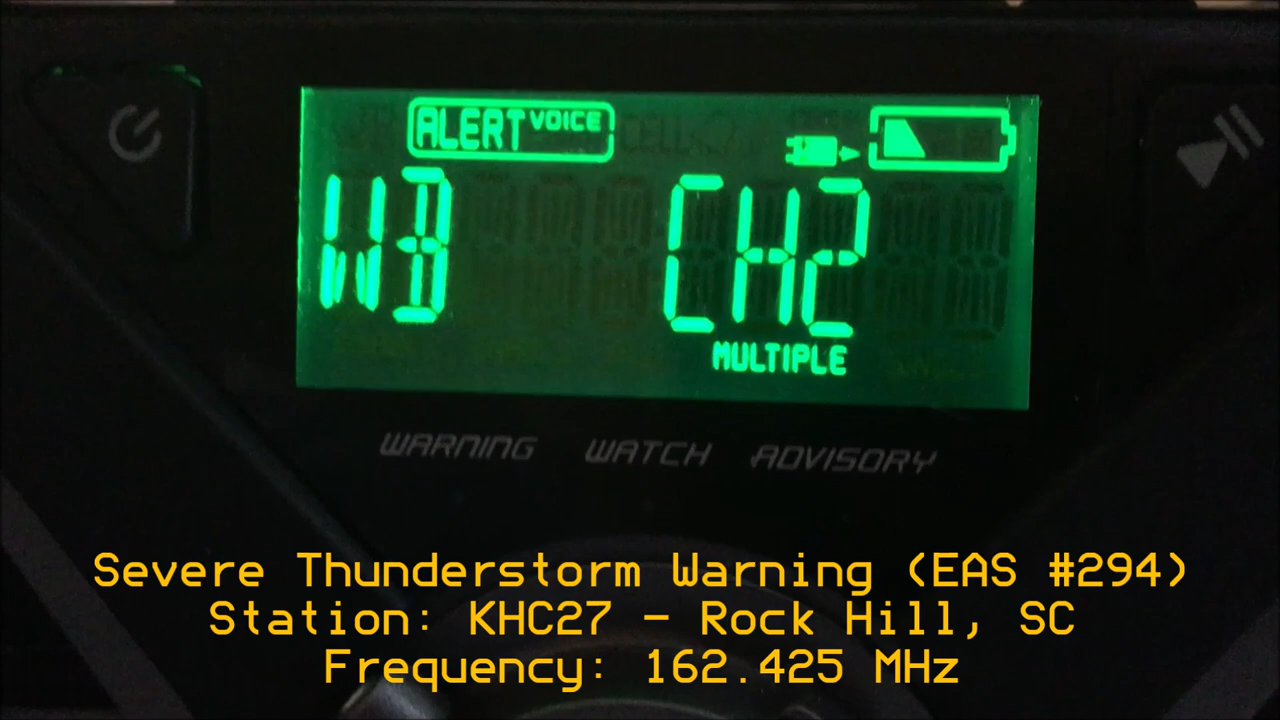 ALERT VOICE
WB CH2
MULTIPLE
WARNING WATCH ADVISORY
Severe Thunderstorm Warning (EAS #294)
Station: KHC27 - Rock Hill, SC
Frequency: 162.425 MHz